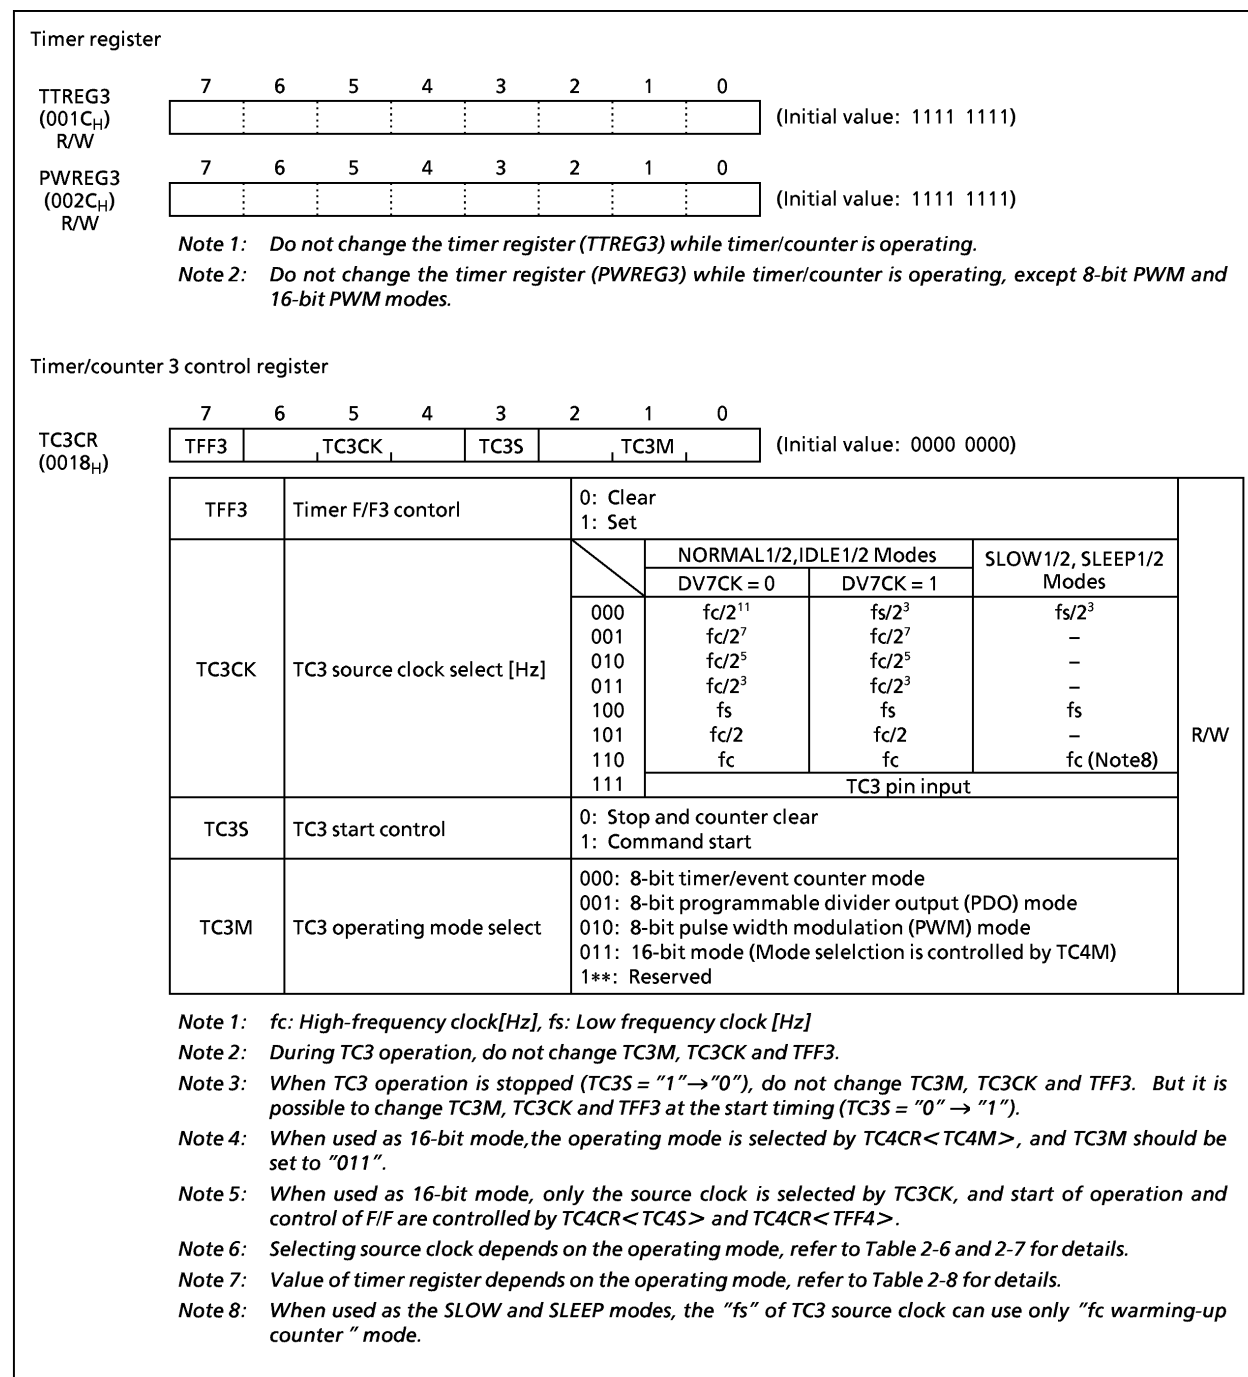 Timer register
7 6 5 4 3 2 1 0
TTREG3
(001CH)
R/W
(Initial value: 1111 1111)
7 6 5 4 3 2 1 0
PWREG3
(002CH)
R/W
(Initial value: 1111 1111)
Note 1: Do not change the timer register (TTREG3) while timer/counter is operating.
Note 2: Do not change the timer register (PWREG3) while timer/counter is operating, except 8-bit PWM and
16-bit PWM modes.
Timer/counter 3 control register
7 6 5 4 3 2 1 0
TC3CR
(0018H)
TFF3 TC3CK TC3S TC3M (Initial value: 0000 0000)
TFF3 Timer F/F3 contorl
0: Clear
1: Set
TC3CK TC3 source clock select [Hz]
NORMAL1/2,IDLE1/2 Modes SLOW1/2, SLEEP1/2
Modes
DV7CK = 0 DV7CK = 1
000 fc/2¹¹ fs/2³ fs/2³
001 fc/2⁷ fc/2⁷ –
010 fc/2⁵ fc/2⁵ –
011 fc/2³ fc/2³ –
100 fs fs fs
101 fc/2 fc/2 –
110 fc fc fc (Note8)
111 TC3 pin input
R/W
TC3S TC3 start control
0: Stop and counter clear
1: Command start
TC3M TC3 operating mode select
000: 8-bit timer/event counter mode
001: 8-bit programmable divider output (PDO) mode
010: 8-bit pulse width modulation (PWM) mode
011: 16-bit mode (Mode selelction is controlled by TC4M)
1**: Reserved
Note 1: fc: High-frequency clock[Hz], fs: Low frequency clock [Hz]
Note 2: During TC3 operation, do not change TC3M, TC3CK and TFF3.
Note 3: When TC3 operation is stopped (TC3S = "1"→"0"), do not change TC3M, TC3CK and TFF3. But it is
possible to change TC3M, TC3CK and TFF3 at the start timing (TC3S = "0" → "1").
Note 4: When used as 16-bit mode,the operating mode is selected by TC4CR<TC4M>, and TC3M should be
set to "011".
Note 5: When used as 16-bit mode, only the source clock is selected by TC3CK, and start of operation and
control of F/F are controlled by TC4CR<TC4S> and TC4CR<TFF4>.
Note 6: Selecting source clock depends on the operating mode, refer to Table 2-6 and 2-7 for details.
Note 7: Value of timer register depends on the operating mode, refer to Table 2-8 for details.
Note 8: When used as the SLOW and SLEEP modes, the "fs" of TC3 source clock can use only "fc warming-up
counter " mode.